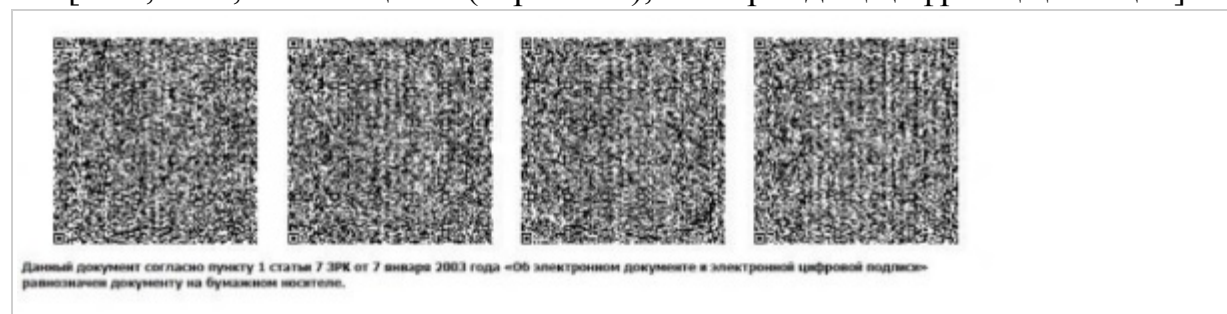 Данный документ согласно пункту 1 статьи 7 ЗРК от 7 января 2003 года «Об электронном документе и электронной цифровой подписи»
равнозначен документу на бумажном носителе.